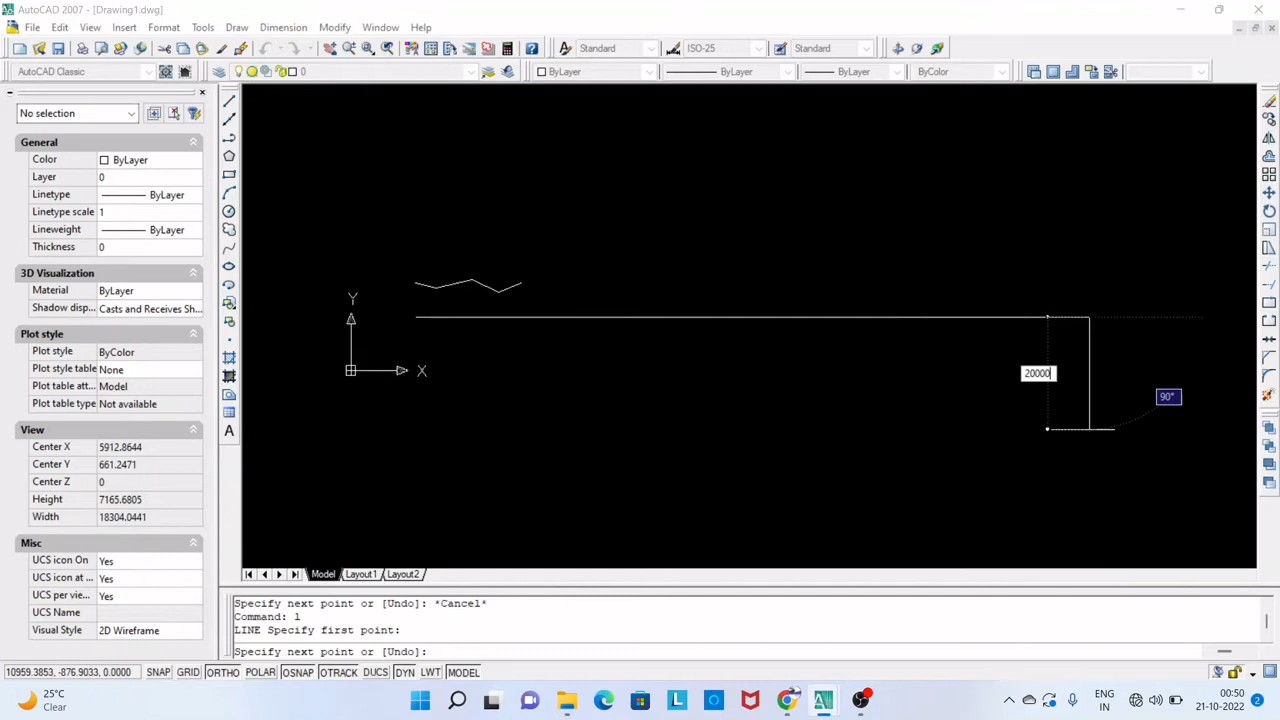 AutoCAD 2007 - [Drawing1.dwg]
File Edit View Insert Format Tools Draw Dimension Modify Window Help
Standard ISO-25 Standard
AutoCAD Classic 0 ByLayer ByLayer ByLayer ByColor
No selection
General
Color ByLayer
Layer 0
Linetype ByLayer
Linetype scale 1
Lineweight ByLayer
Thickness 0
3D Visualization
Material ByLayer
Shadow disp... Casts and Receives Sh...
Plot style
Plot style ByColor
Plot style table None
Plot table att... Model
Plot table type Not available
View
Center X 5912.8644
Center Y 661.2471
Center Z 0
Height 7165.6805
Width 18304.0441
Misc
UCS icon On Yes
UCS icon at ... Yes
UCS per vie... Yes
UCS Name
Visual Style 2D Wireframe
A
Y
X
20000
90°
Model Layout1 Layout2
Specify next point or [Undo]: *Cancel*
Command: l
LINE Specify first point:
Specify next point or [Undo]:
10959.3853, -876.9033, 0.0000 SNAP GRID ORTHO POLAR OSNAP OTRACK DUCS DYN LWT MODEL
25°C
Clear
L
ENG
IN
00:50
21-10-2022
2